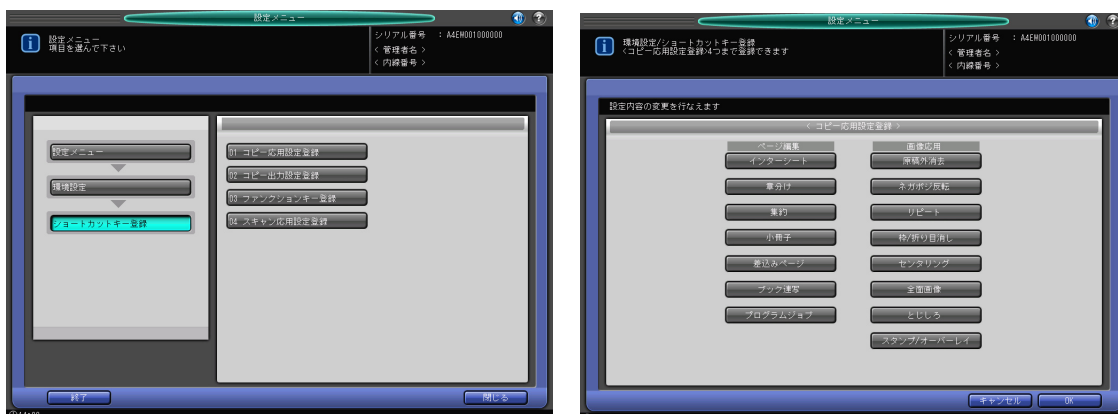 設定メニュー
設定メニュー
項目を選んで下さい
シリアル番号 : A4EW001000000
< 管理者名 >
< 内線番号 >
設定メニュー
環境設定
ショートカットキー登録
01 コピー応用設定登録
02 コピー出力設定登録
03 ファンクションキー登録
04 スキャン応用設定登録
終了
閉じる
設定メニュー
環境設定/ショートカットキー登録
<コピー応用設定登録>4つまで登録できます
シリアル番号 : A4EW001000000
< 管理者名 >
< 内線番号 >
設定内容の変更を行なえます
< コピー応用設定登録 >
ページ編集
インターシート
章分け
集約
小冊子
差込みページ
ブック連写
プログラムジョブ
画像応用
原稿外消去
ネガポジ反転
リピート
枠/折り目消し
センタリング
全面画像
とじしろ
スタンプ/オーバーレイ
キャンセル
OK